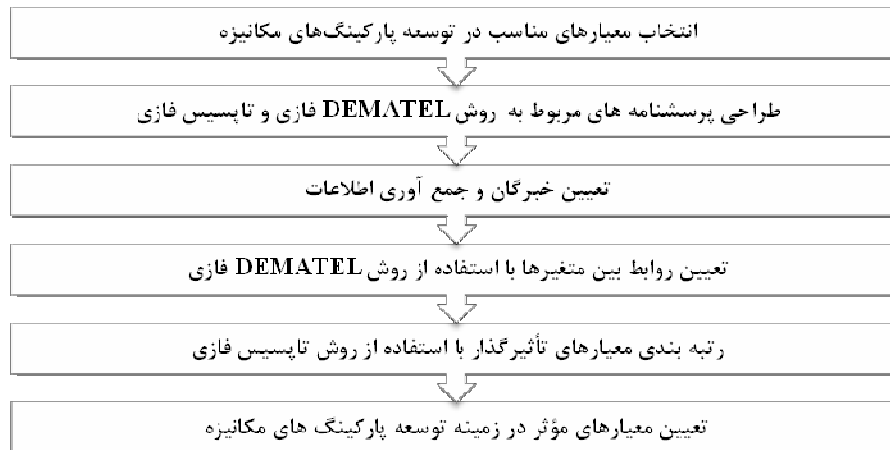 انتخاب معیارهای مناسب در توسعه پارکینگ‌های مکانیزه
طراحی پرسشنامه های مربوط به روش DEMATEL فازی و تاپسیس فازی
تعیین خبرگان و جمع آوری اطلاعات
تعیین روابط بین متغیرها با استفاده از روش DEMATEL فازی
رتبه بندی معیارهای تأثیرگذار با استفاده از روش تاپسیس فازی
تعیین معیارهای مؤثر در زمینه توسعه پارکینگ های مکانیزه